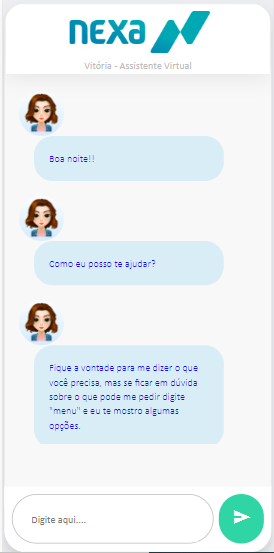 nexa
Vitória - Assistente Virtual
Boa noite!!
Como eu posso te ajudar?
Fique a vontade para me dizer o que
você precisa, mas se ficar em dúvida
sobre o que pode me pedir digite
"menu" e eu te mostro algumas
opções.
Digite aqui....